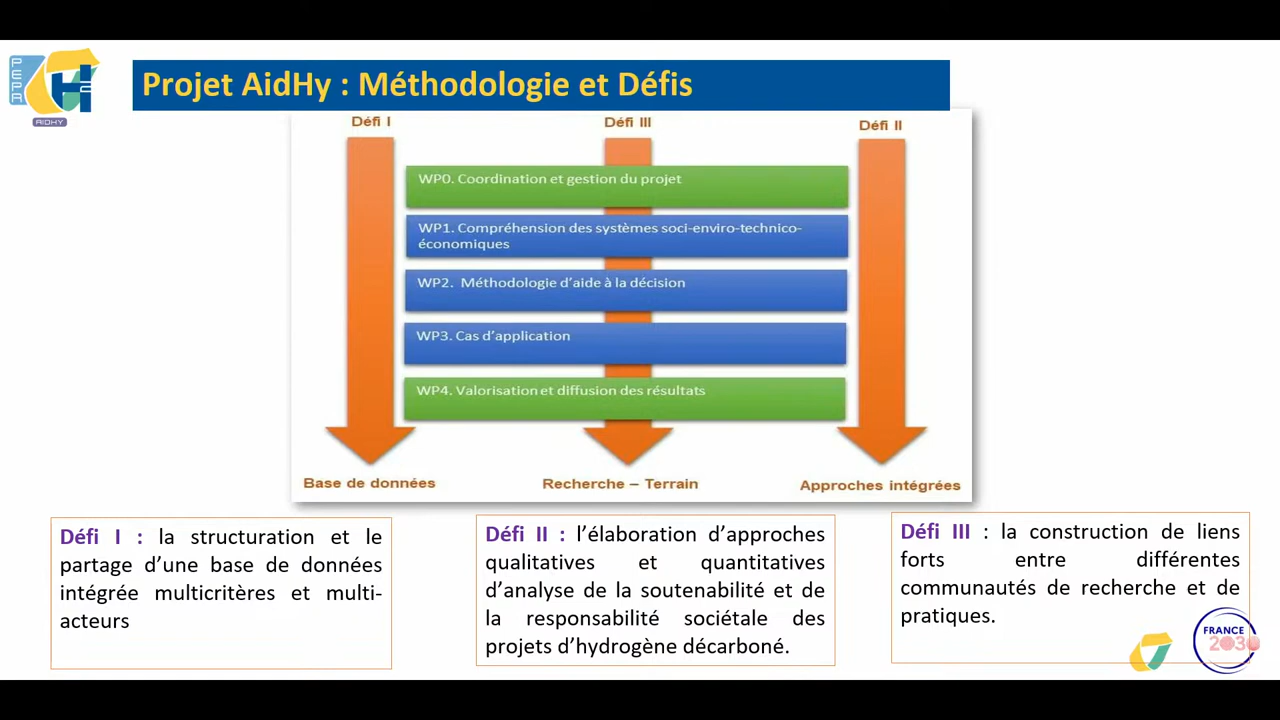 PEPR
H2
AIDHY
Projet AidHy : Méthodologie et Défis
Défi I
Défi III
Défi II
WP0. Coordination et gestion du projet
WP1. Compréhension des systèmes soci-enviro-technico-
économiques
WP2. Méthodologie d'aide à la décision
WP3. Cas d'application
WP4. Valorisation et diffusion des résultats
Base de données
Recherche – Terrain
Approches intégrées
Défi I : la structuration et le
partage d'une base de données
intégrée multicritères et multi-
acteurs
Défi II : l'élaboration d'approches
qualitatives et quantitatives
d'analyse de la soutenabilité et de
la responsabilité sociétale des
projets d'hydrogène décarboné.
Défi III : la construction de liens
forts entre différentes
communautés de recherche et de
pratiques.
FRANCE
2030